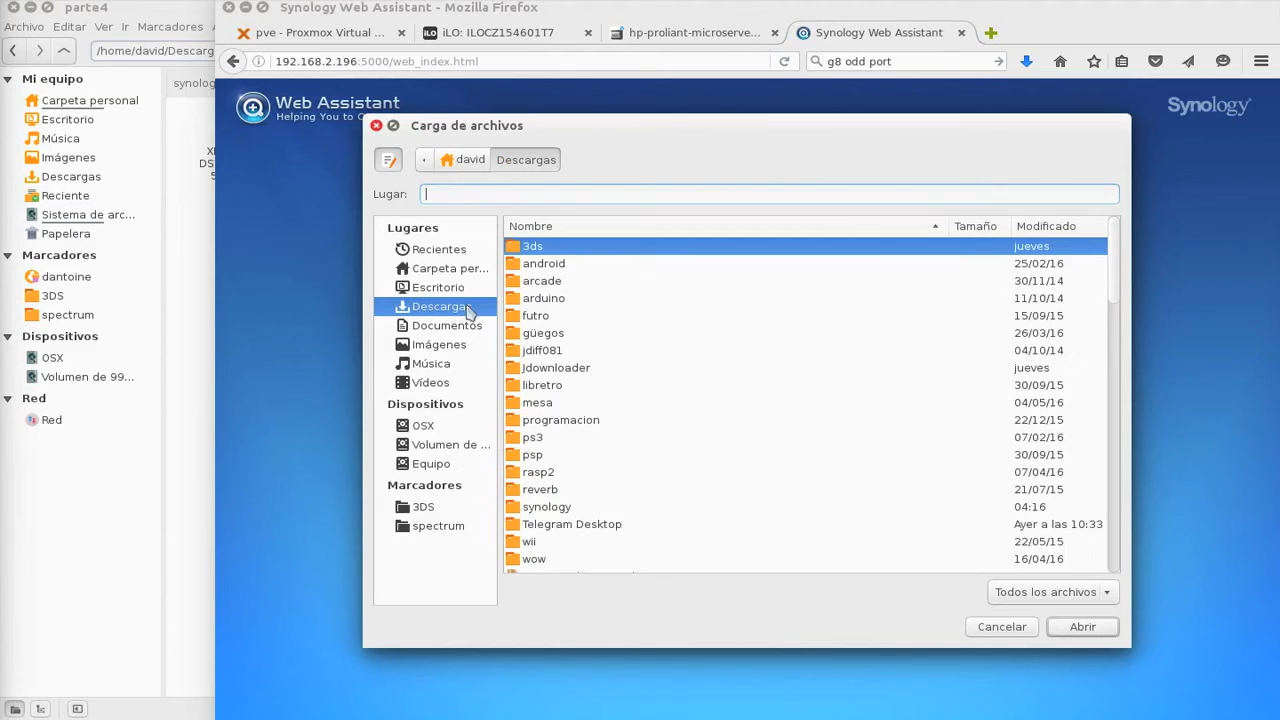 parte4
Archivo Editar Ver Ir Marcadores
/home/david/Descarg
Mi equipo
Carpeta personal
Escritorio
Música
Imágenes
Descargas
Reciente
Sistema de arc...
Papelera
Marcadores
dantoine
3DS
spectrum
Dispositivos
OSX
Volumen de 99...
Red
Red
synolog
Synology Web Assistant - Mozilla Firefox
pve - Proxmox Virtual ...
iLO: ILOCZ154601T7
hp-proliant-microserve...
Synology Web Assistant
192.168.2.196:5000/web_index.html
g8 odd port
Web Assistant
Helping You to C
Synology
Carga de archivos
david
Descargas
Lugar:
Lugares
Recientes
Carpeta per...
Escritorio
Descargas
Documentos
Imágenes
Música
Vídeos
Dispositivos
OSX
Volumen de ...
Equipo
Marcadores
3DS
spectrum
Nombre Tamaño Modificado
3ds jueves
android 25/02/16
arcade 30/11/14
arduino 11/10/14
futro 15/09/15
güegos 26/03/16
jdiff081 04/10/14
Jdownloader jueves
libretro 30/09/15
mesa 04/05/16
programacion 22/12/15
ps3 07/02/16
psp 30/09/15
rasp2 07/04/16
reverb 21/07/15
synology 04:16
Telegram Desktop Ayer a las 10:33
wii 22/05/15
wow 16/04/16
Todos los archivos
Cancelar
Abrir